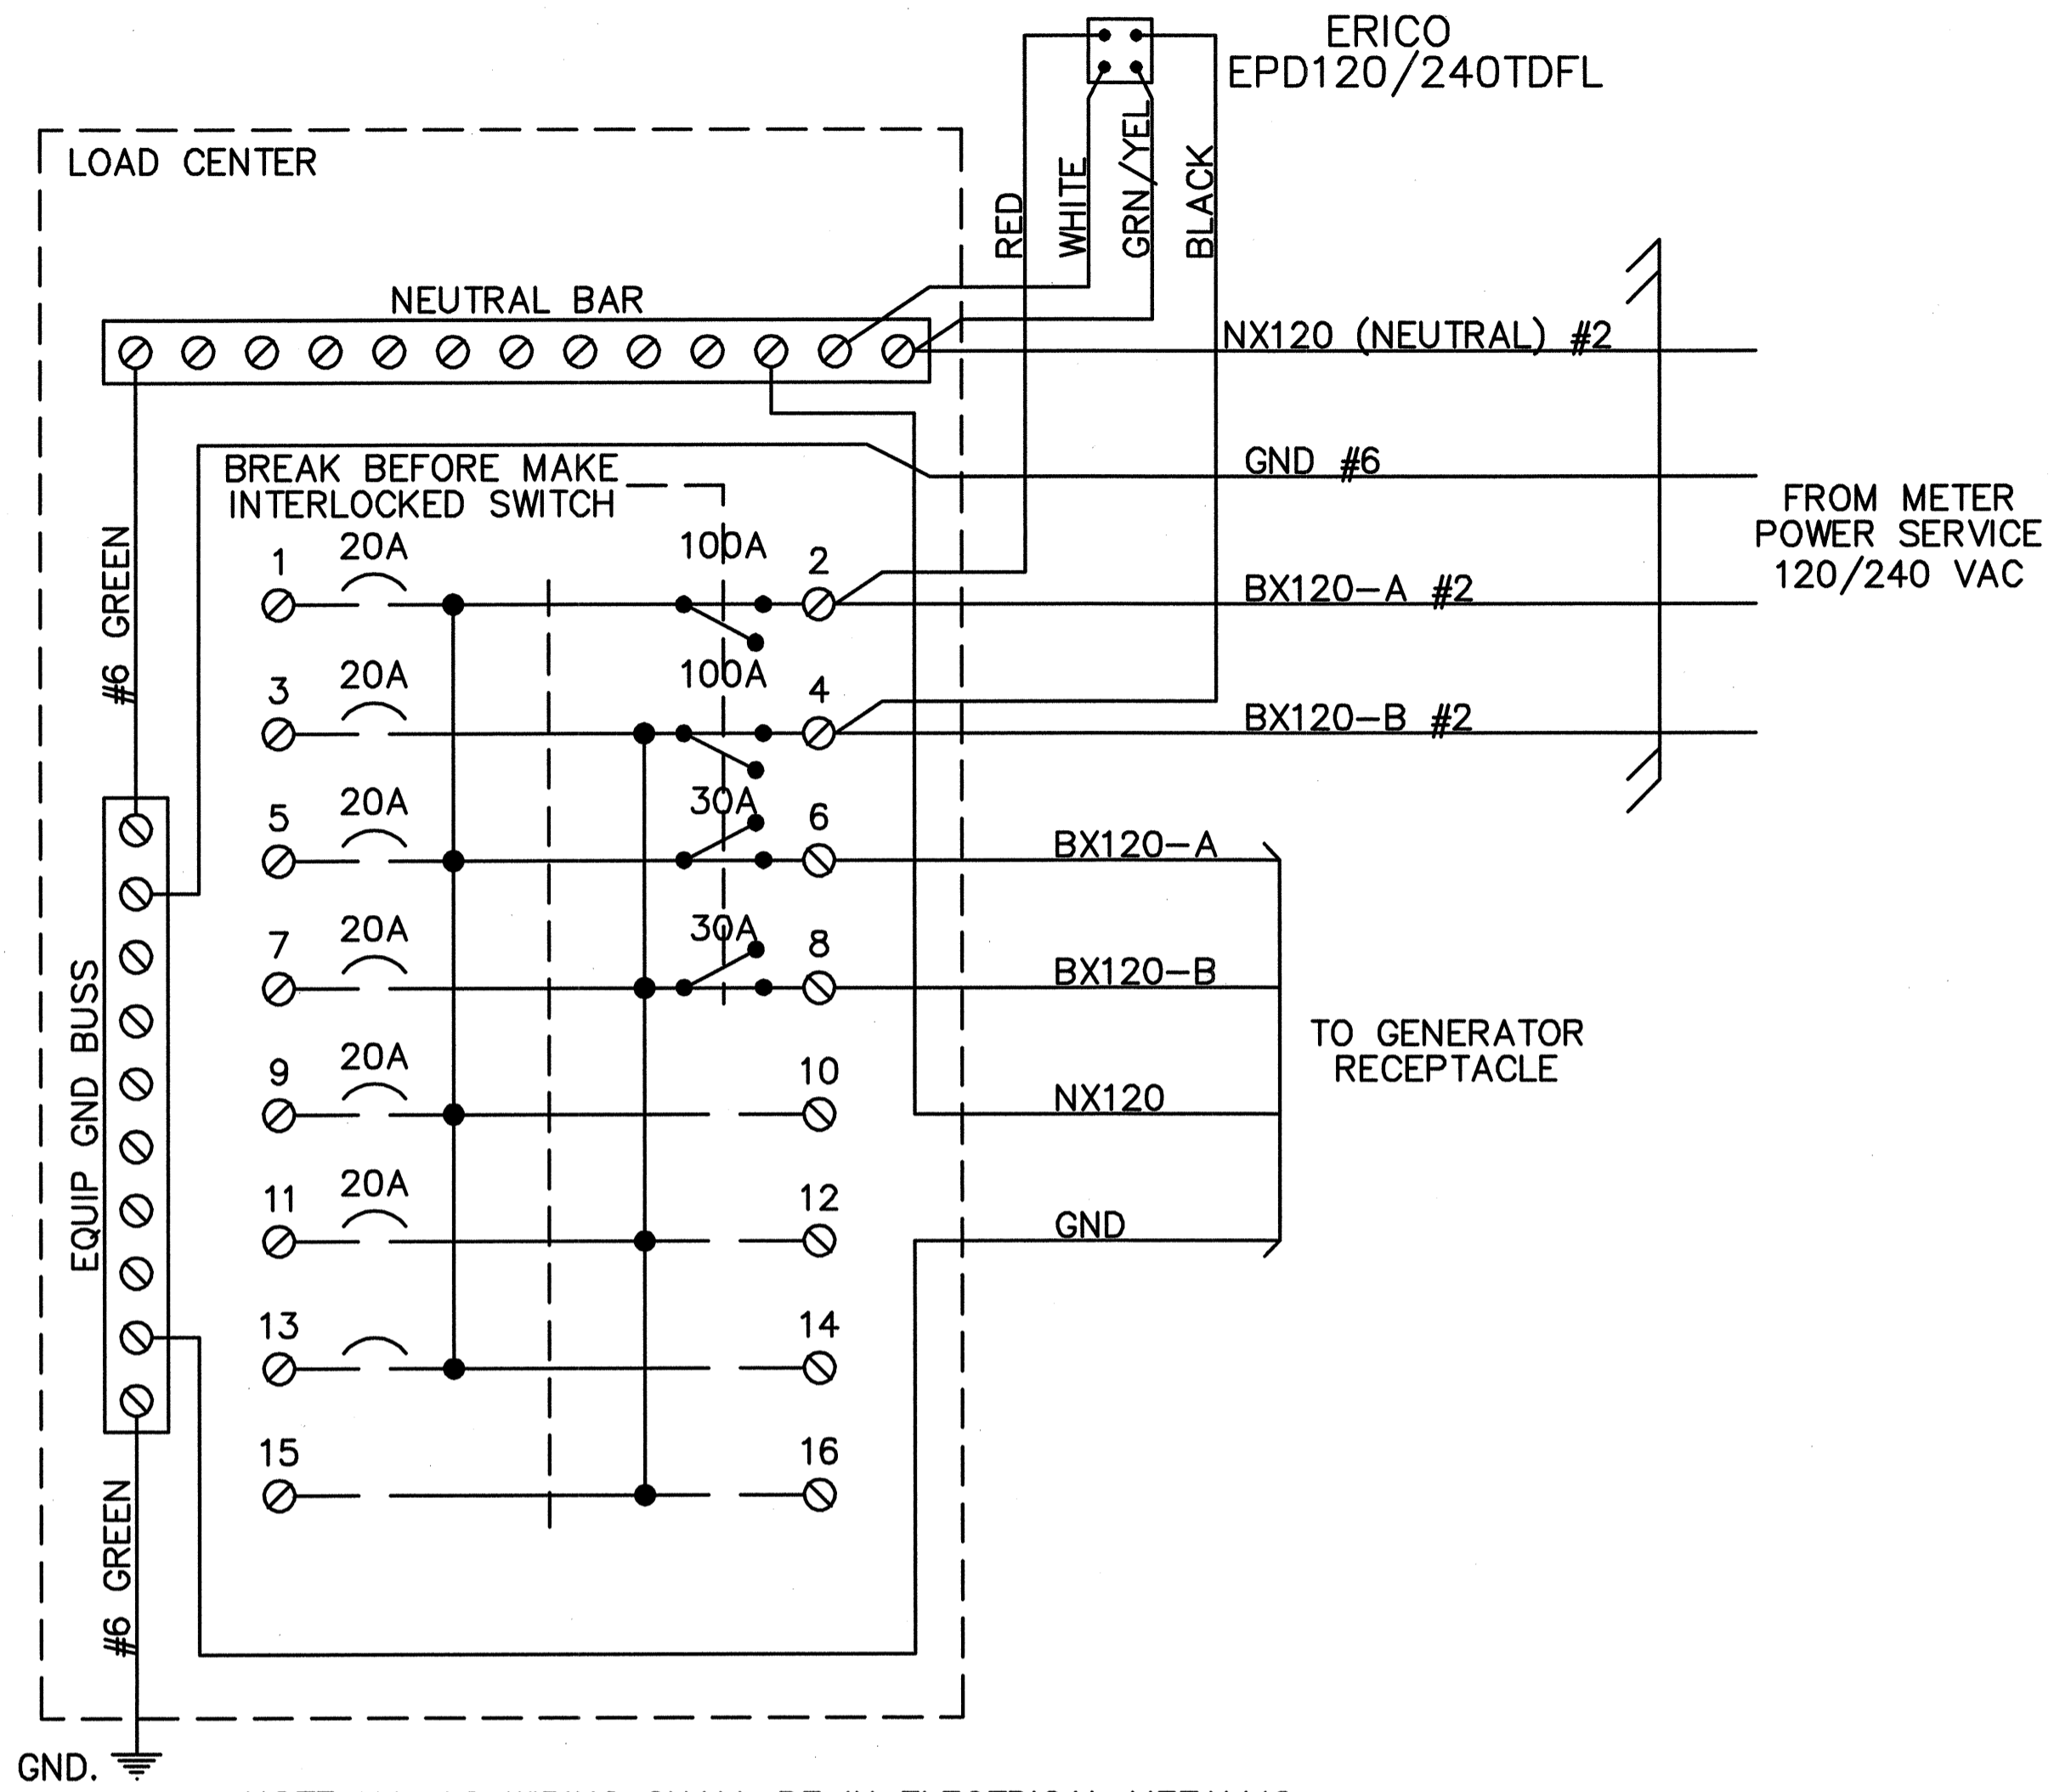 ERICO
EPD120/240TDFL
LOAD CENTER
RED
WHITE
GRN/YEL
BLACK
NEUTRAL BAR
NX120 (NEUTRAL) #2
GND #6
FROM METER
POWER SERVICE
120/240 VAC
BREAK BEFORE MAKE
INTERLOCKED SWITCH
#6 GREEN
1 20A 100A 2
BX120-A #2
3 20A 100A 4
BX120-B #2
5 20A 30A 6
BX120-A
7 20A 30A 8
BX120-B
EQUIP GND BUSS
TO GENERATOR
RECEPTACLE
9 20A 10
NX120
11 20A 12
GND
13 14
15 16
#6 GREEN
GND.